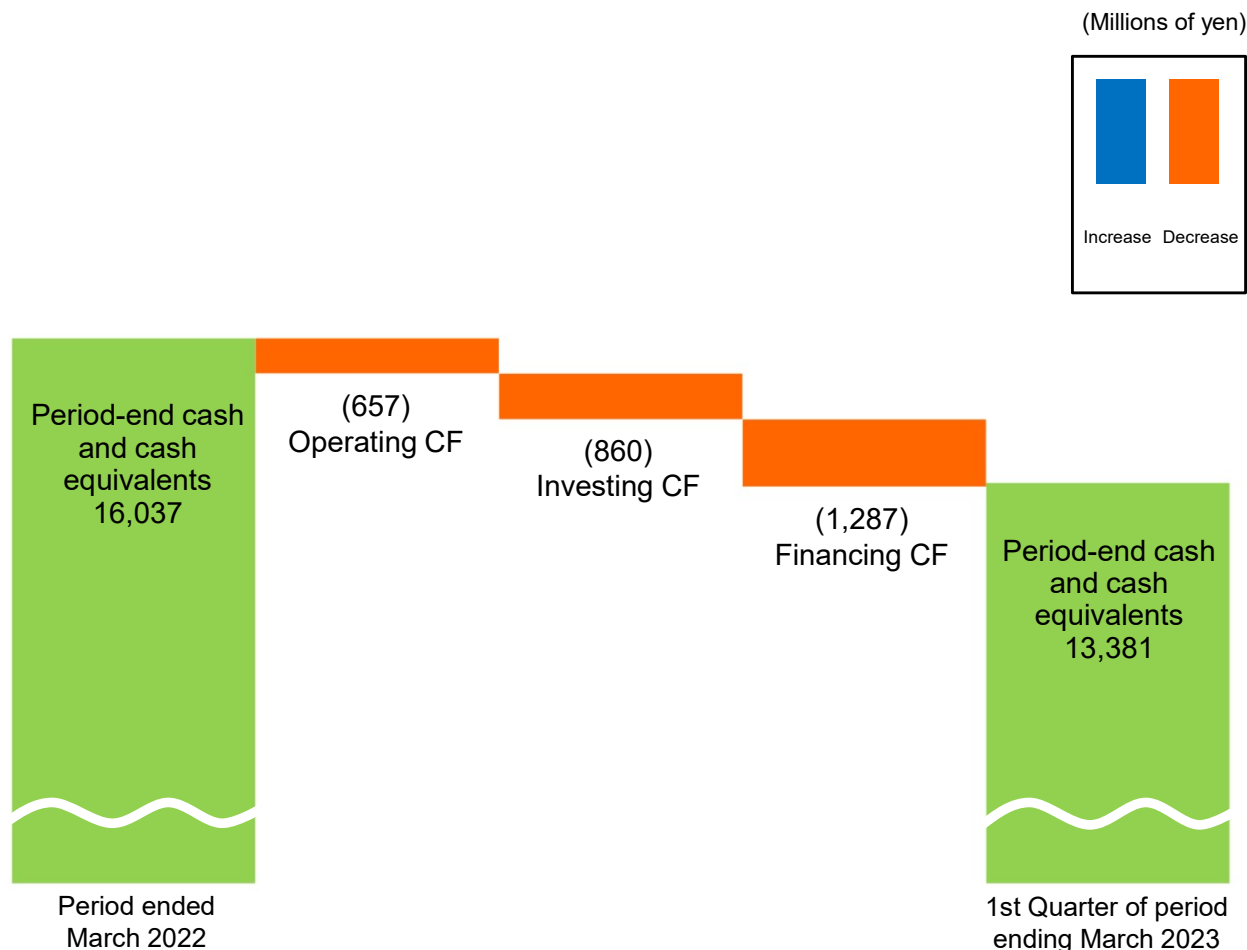 (Millions of yen)
Increase Decrease
Period-end cash
and cash
equivalents
16,037
(657)
Operating CF
(860)
Investing CF
(1,287)
Financing CF
Period-end cash
and cash
equivalents
13,381
Period ended
March 2022
1st Quarter of period
ending March 2023